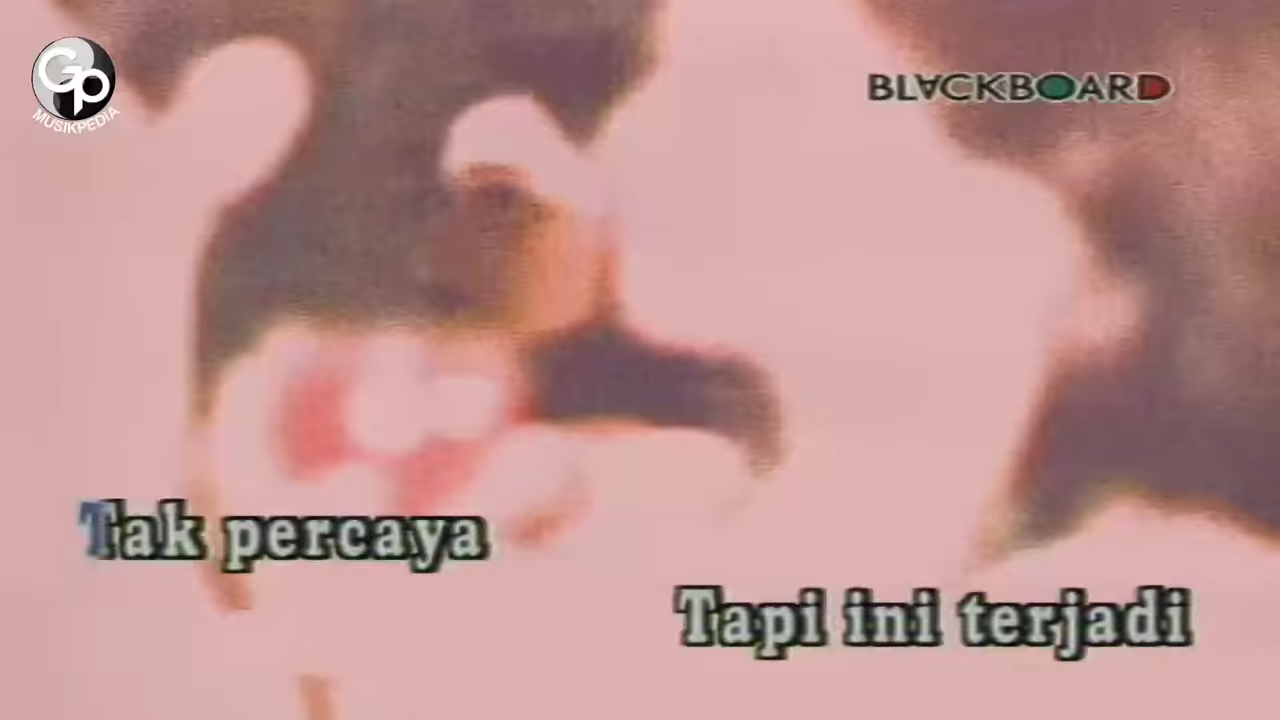 GP
MUSIKPEDIA
BLACKBOARD
Tak percaya
Tapi ini terjadi